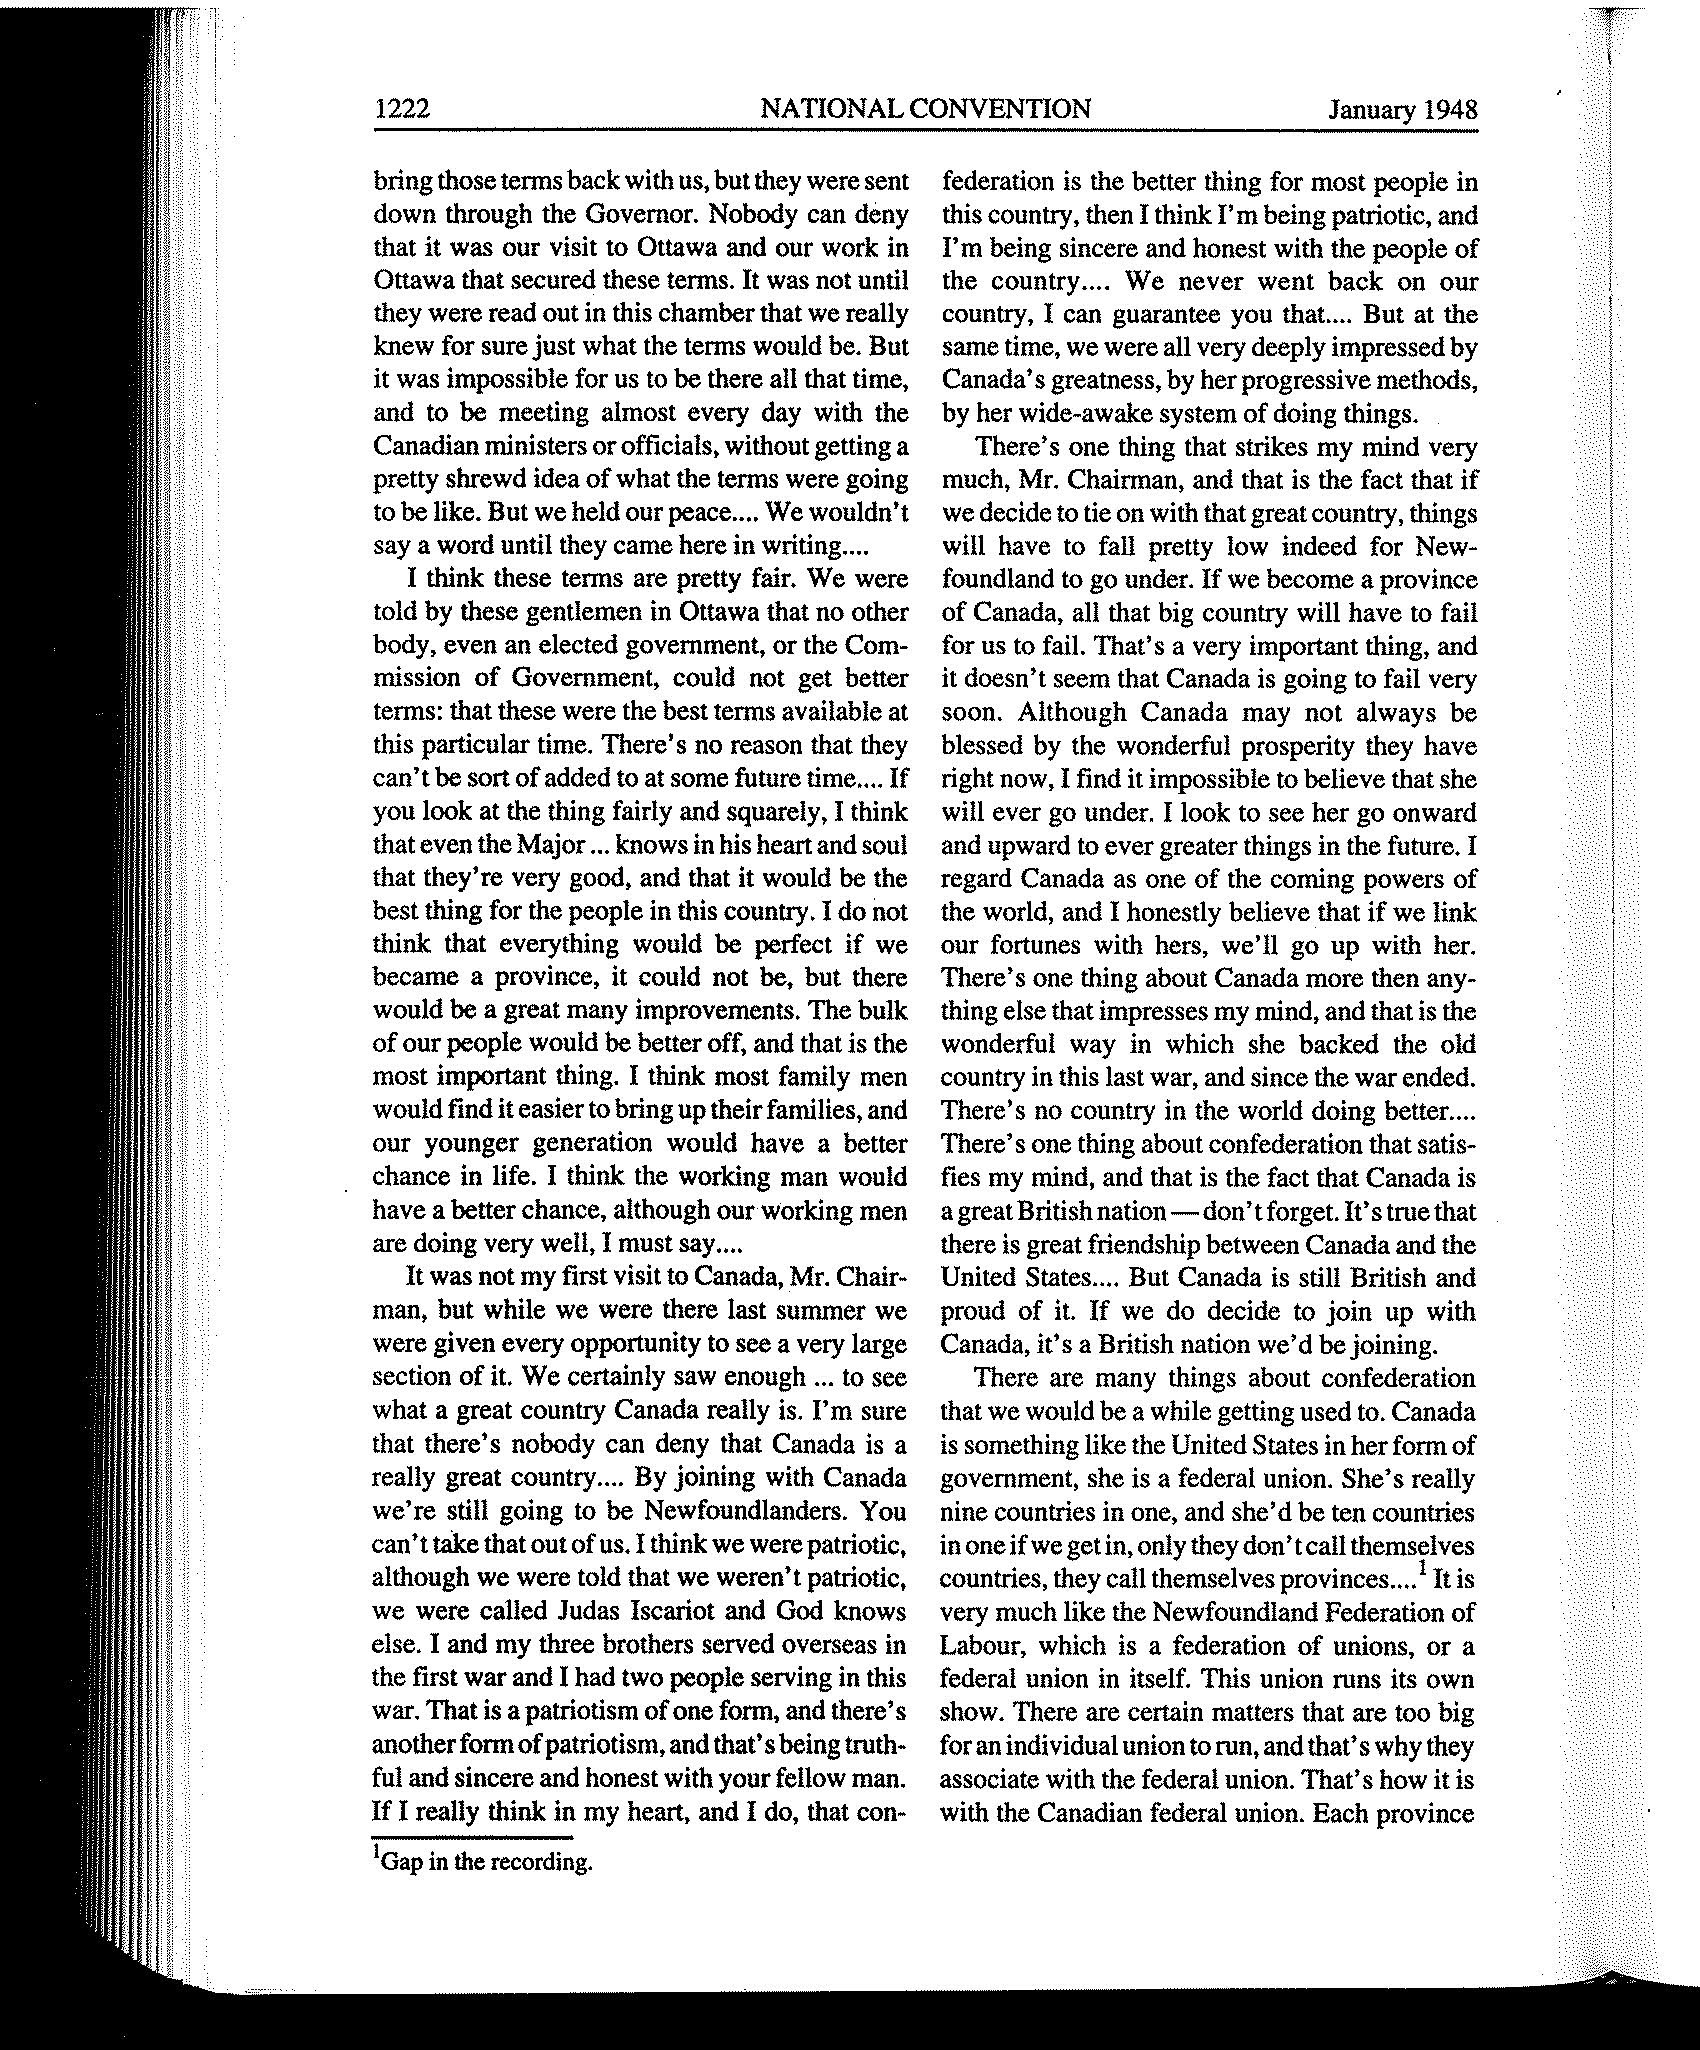 1222 NATIONAL CONVENTION January 1948
bring those terms back with us, but they were sent
down through the Governor. Nobody can deny
that it was our visit to Ottawa and our work in
Ottawa that secured these terms. It was not until
they were read out in this chamber that we really
knew for sure just what the terms would be. But
it was impossible for us to be there all that time,
and to be meeting almost every day with the
Canadian ministers or officials, without getting a
pretty shrewd idea of what the terms were going
to be like. But we held our peace.... We wouldn't
say a word until they came here in writing....
I think these terms are pretty fair. We were
told by these gentlemen in Ottawa that no other
body, even an elected government, or the Com-
mission of Government, could not get better
terms: that these were the best terms available at
this particular time. There's no reason that they
can't be sort of added to at some future time.... If
you look at the thing fairly and squarely, I think
that even the Major ... knows in his heart and soul
that they're very good, and that it would be the
best thing for the people in this country. I do not
think that everything would be perfect if we
became a province, it could not be, but there
would be a great many improvements. The bulk
of our people would be better off, and that is the
most important thing. I think most family men
would find it easier to bring up their families, and
our younger generation would have a better
chance in life. I think the working man would
have a better chance, although our working men
are doing very well, I must say....
It was not my first visit to Canada, Mr. Chair-
man, but while we were there last summer we
were given every opportunity to see a very large
section of it. We certainly saw enough ... to see
what a great country Canada really is. I'm sure
that there's nobody can deny that Canada is a
really great country.... By joining with Canada
we're still going to be Newfoundlanders. You
can't take that out of us. I think we were patriotic,
although we were told that we weren't patriotic,
we were called Judas Iscariot and God knows
else. I and my three brothers served overseas in
the first war and I had two people serving in this
war. That is a patriotism of one form, and there's
another form of patriotism, and that's being truth-
ful and sincere and honest with your fellow man.
If I really think in my heart, and I do, that con-
federation is the better thing for most people in
this country, then I think I'm being patriotic, and
I'm being sincere and honest with the people of
the country.... We never went back on our
country, I can guarantee you that.... But at the
same time, we were all very deeply impressed by
Canada's greatness, by her progressive methods,
by her wide-awake system of doing things.
There's one thing that strikes my mind very
much, Mr. Chairman, and that is the fact that if
we decide to tie on with that great country, things
will have to fall pretty low indeed for New-
foundland to go under. If we become a province
of Canada, all that big country will have to fail
for us to fail. That's a very important thing, and
it doesn't seem that Canada is going to fail very
soon. Although Canada may not always be
blessed by the wonderful prosperity they have
right now, I find it impossible to believe that she
will ever go under. I look to see her go onward
and upward to ever greater things in the future. I
regard Canada as one of the coming powers of
the world, and I honestly believe that if we link
our fortunes with hers, we'll go up with her.
There's one thing about Canada more then any-
thing else that impresses my mind, and that is the
wonderful way in which she backed the old
country in this last war, and since the war ended.
There's no country in the world doing better....
There's one thing about confederation that satis-
fies my mind, and that is the fact that Canada is
a great British nation — don't forget. It's true that
there is great friendship between Canada and the
United States.... But Canada is still British and
proud of it. If we do decide to join up with
Canada, it's a British nation we'd be joining.
There are many things about confederation
that we would be a while getting used to. Canada
is something like the United States in her form of
government, she is a federal union. She's really
nine countries in one, and she'd be ten countries
in one if we get in, only they don't call themselves
countries, they call themselves provinces....¹ It is
very much like the Newfoundland Federation of
Labour, which is a federation of unions, or a
federal union in itself. This union runs its own
show. There are certain matters that are too big
for an individual union to run, and that's why they
associate with the federal union. That's how it is
with the Canadian federal union. Each province
¹Gap in the recording.